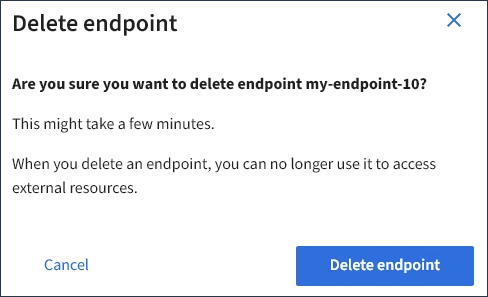 Delete endpoint
Are you sure you want to delete endpoint my-endpoint-10?
This might take a few minutes.
When you delete an endpoint, you can no longer use it to access
external resources.
Cancel
Delete endpoint